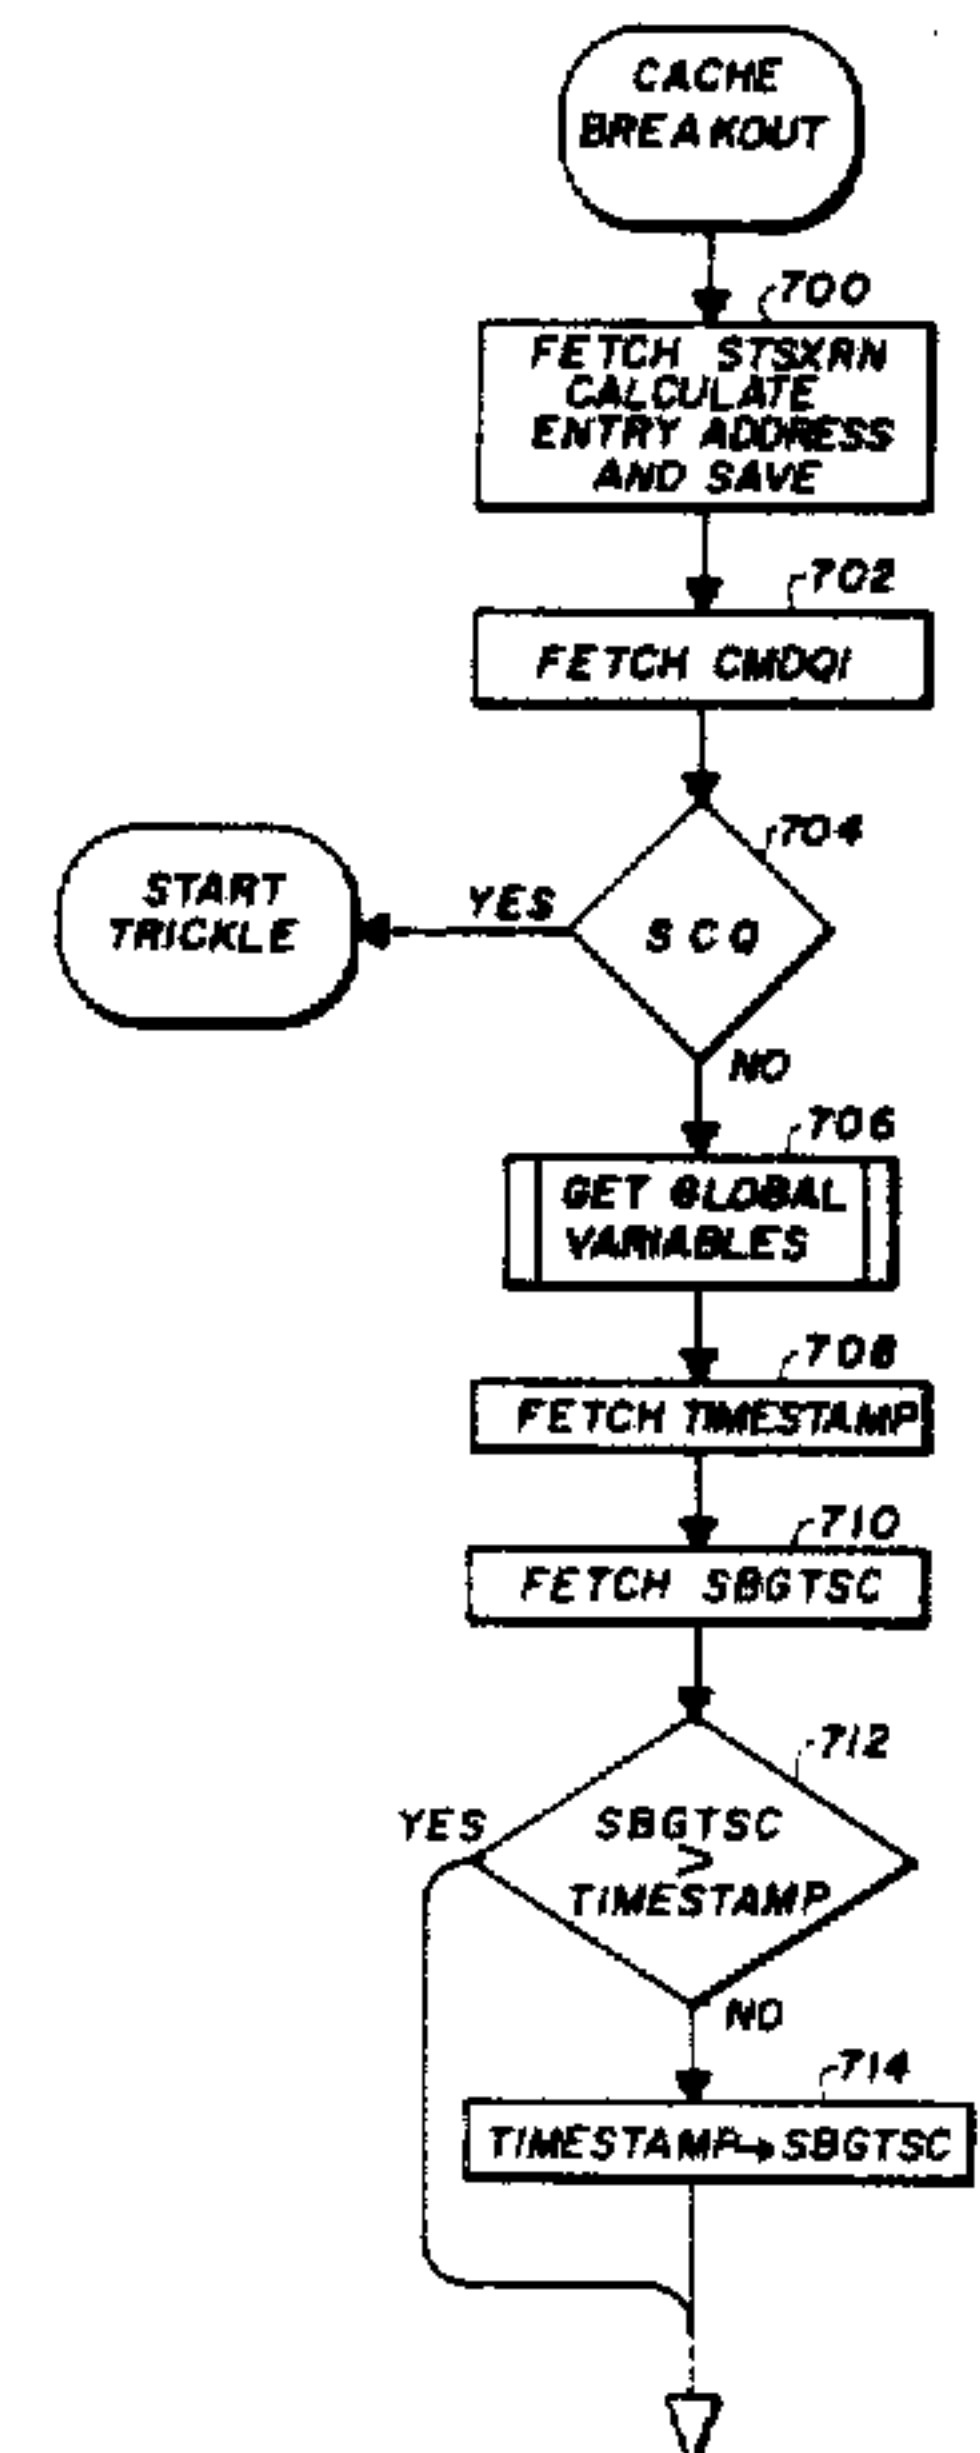 CACHE
BREAKOUT
700
FETCH STSXRN
CALCULATE
ENTRY ADDRESS
AND SAVE
702
FETCH CMDQI
704
SCQ
YES
START
TRICKLE
NO
706
GET GLOBAL
VARIABLES
708
FETCH TIMESTAMP
710
FETCH SBGTSC
712
YES
SBGTSC
>
TIMESTAMP
NO
714
TIMESTAMP→SBGTSC